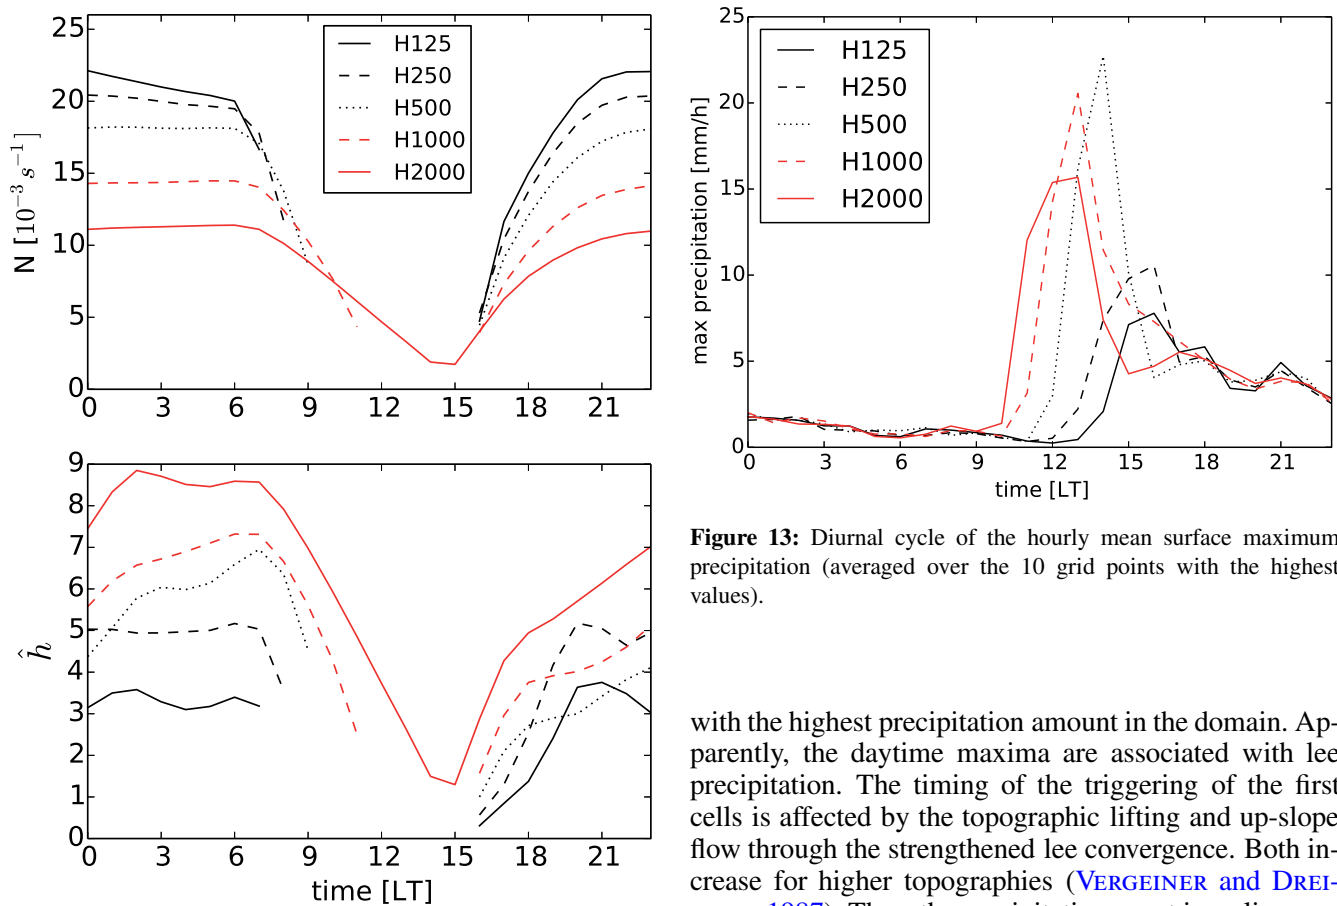 25
20
15
10
5
0
N [10⁻³ s⁻¹]
H125
H250
H500
H1000
H2000
0 3 6 9 12 15 18 21
9
8
7
6
5
4
3
2
1
0
ĥ
0 3 6 9 12 15 18 21
time [LT]
25
20
15
10
5
0
max precipitation [mm/h]
H125
H250
H500
H1000
H2000
0 3 6 9 12 15 18 21
time [LT]
Figure 13: Diurnal cycle of the hourly mean surface maximum
precipitation (averaged over the 10 grid points with the highest
values).
with the highest precipitation amount in the domain. Ap-
parently, the daytime maxima are associated with lee
precipitation. The timing of the triggering of the first
cells is affected by the topographic lifting and up-slope
flow through the strengthened lee convergence. Both in-
crease for higher topographies (VERGEINER and DREI-